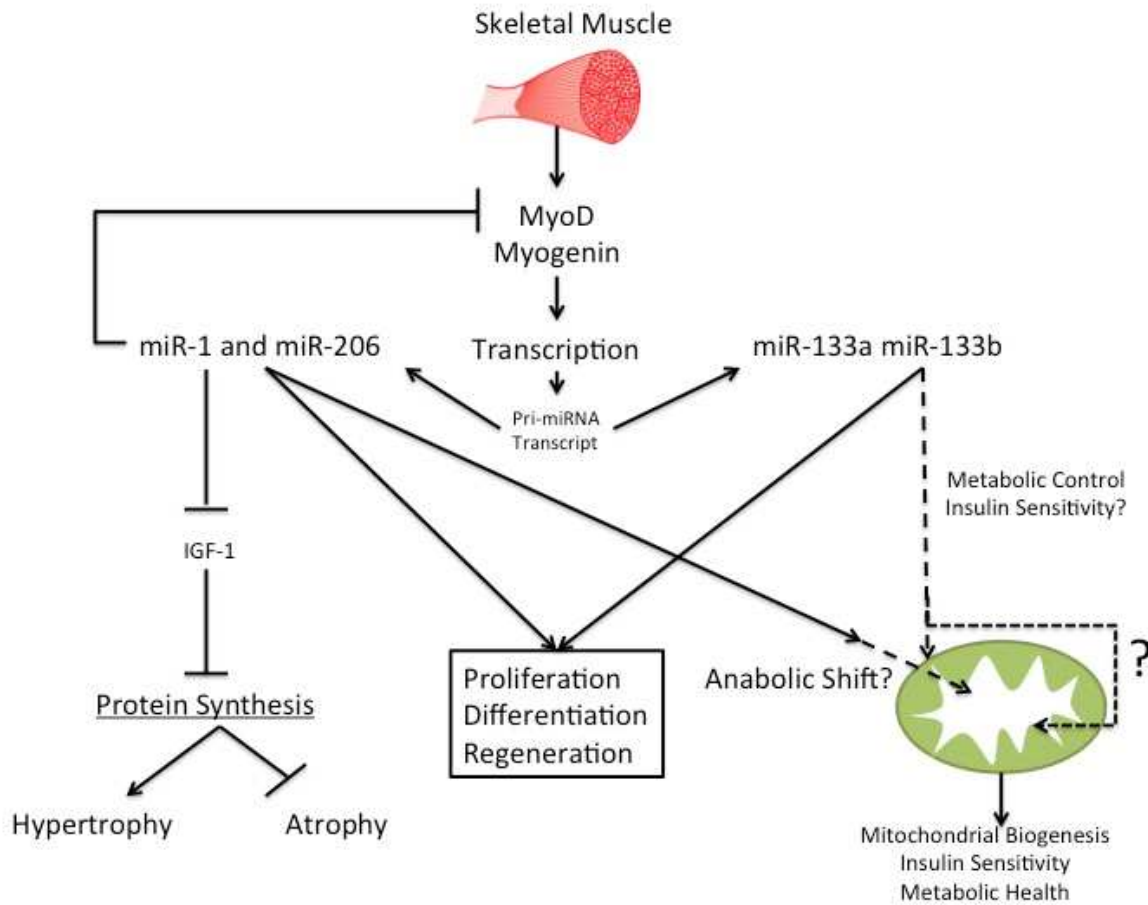 Skeletal Muscle
MyoD
Myogenin
miR-1 and miR-206
Transcription
miR-133a miR-133b
Pri-miRNA
Transcript
Metabolic Control
Insulin Sensitivity?
IGF-1
?
Protein Synthesis
Proliferation
Differentiation
Regeneration
Anabolic Shift?
Hypertrophy
Atrophy
Mitochondrial Biogenesis
Insulin Sensitivity
Metabolic Health